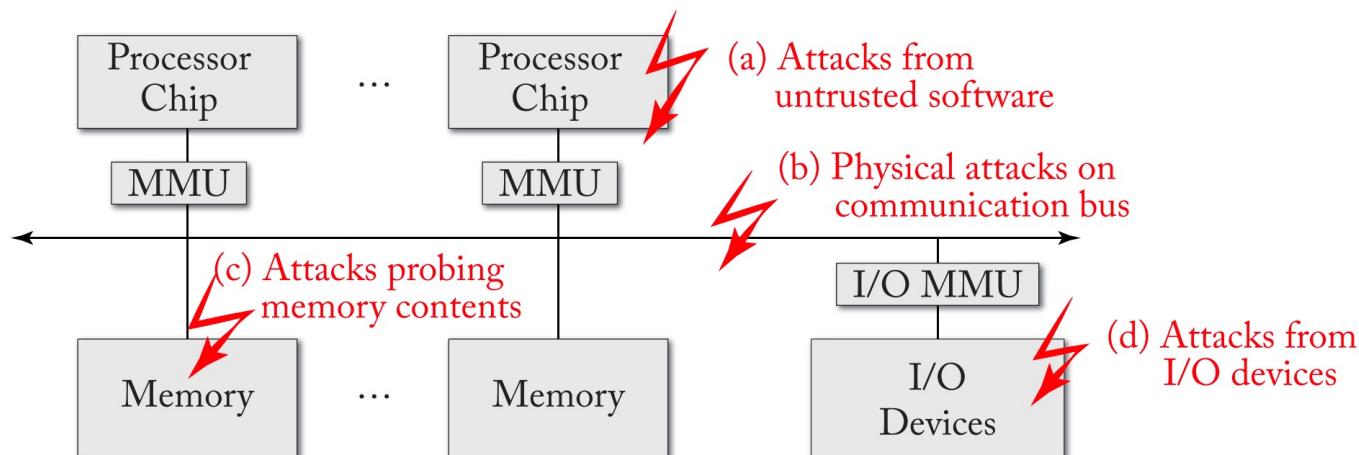 Processor
Chip
...
Processor
Chip
(a) Attacks from
untrusted software
MMU
MMU
(b) Physical attacks on
communication bus
(c) Attacks probing
memory contents
I/O MMU
Memory
...
Memory
I/O
Devices
(d) Attacks from
I/O devices